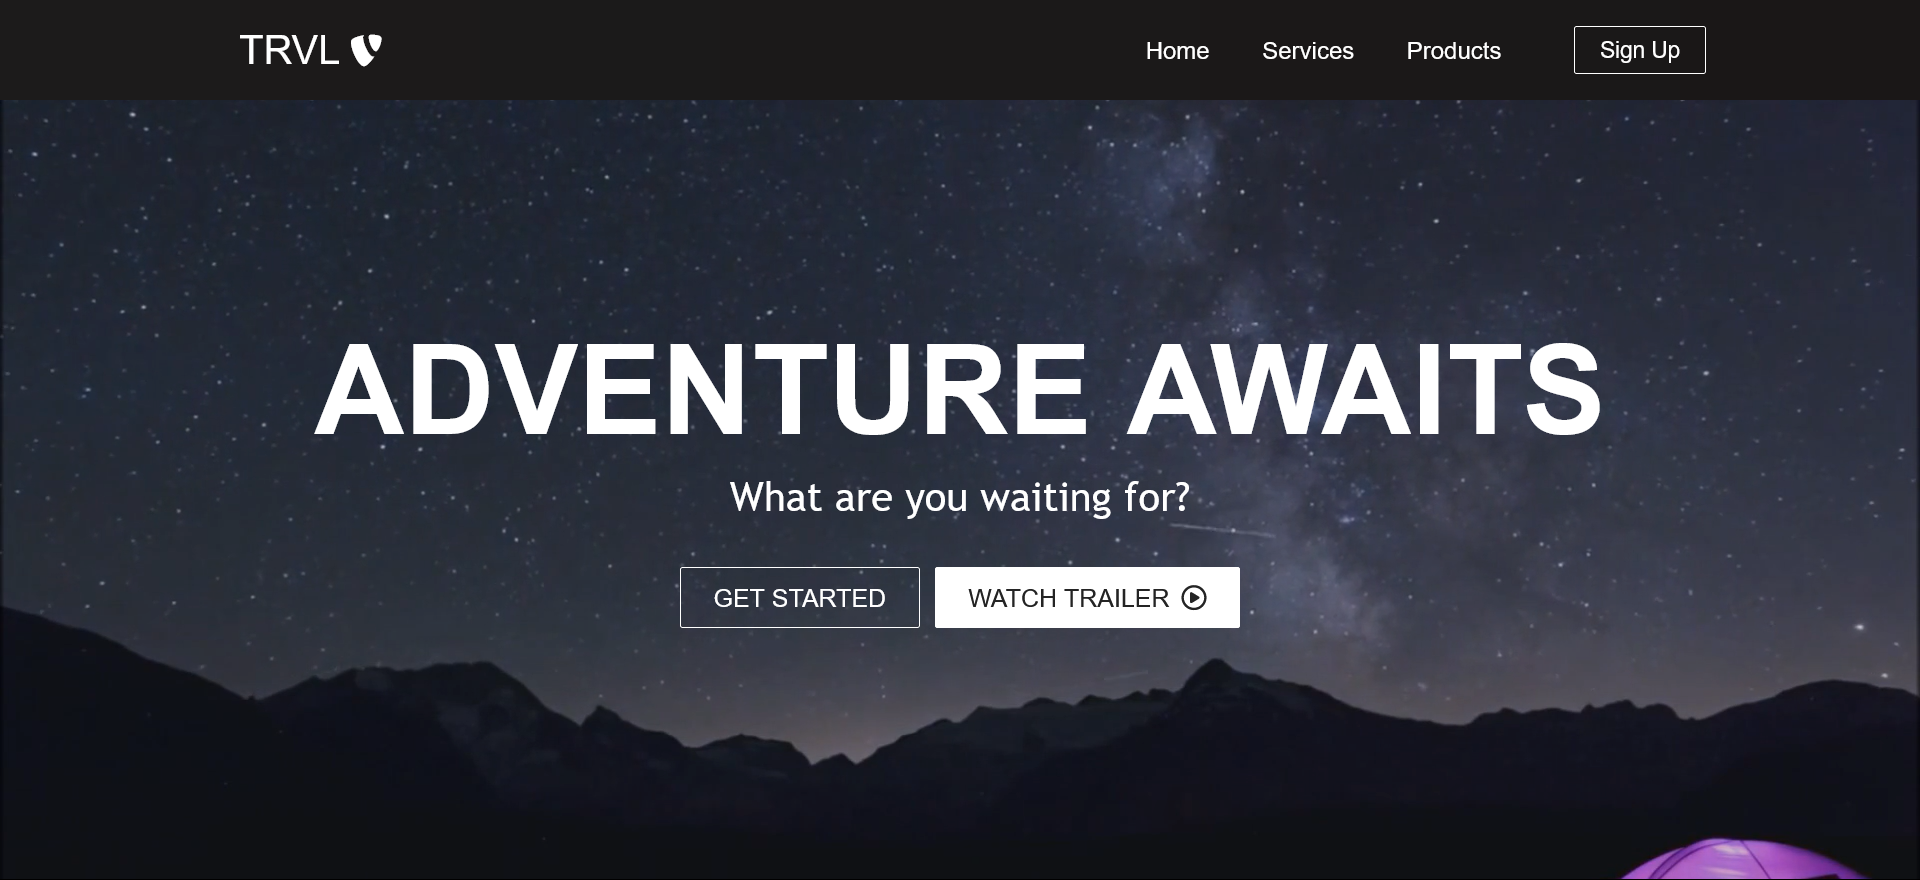 TRVL
Home Services Products Sign Up
ADVENTURE AWAITS
What are you waiting for?
GET STARTED WATCH TRAILER